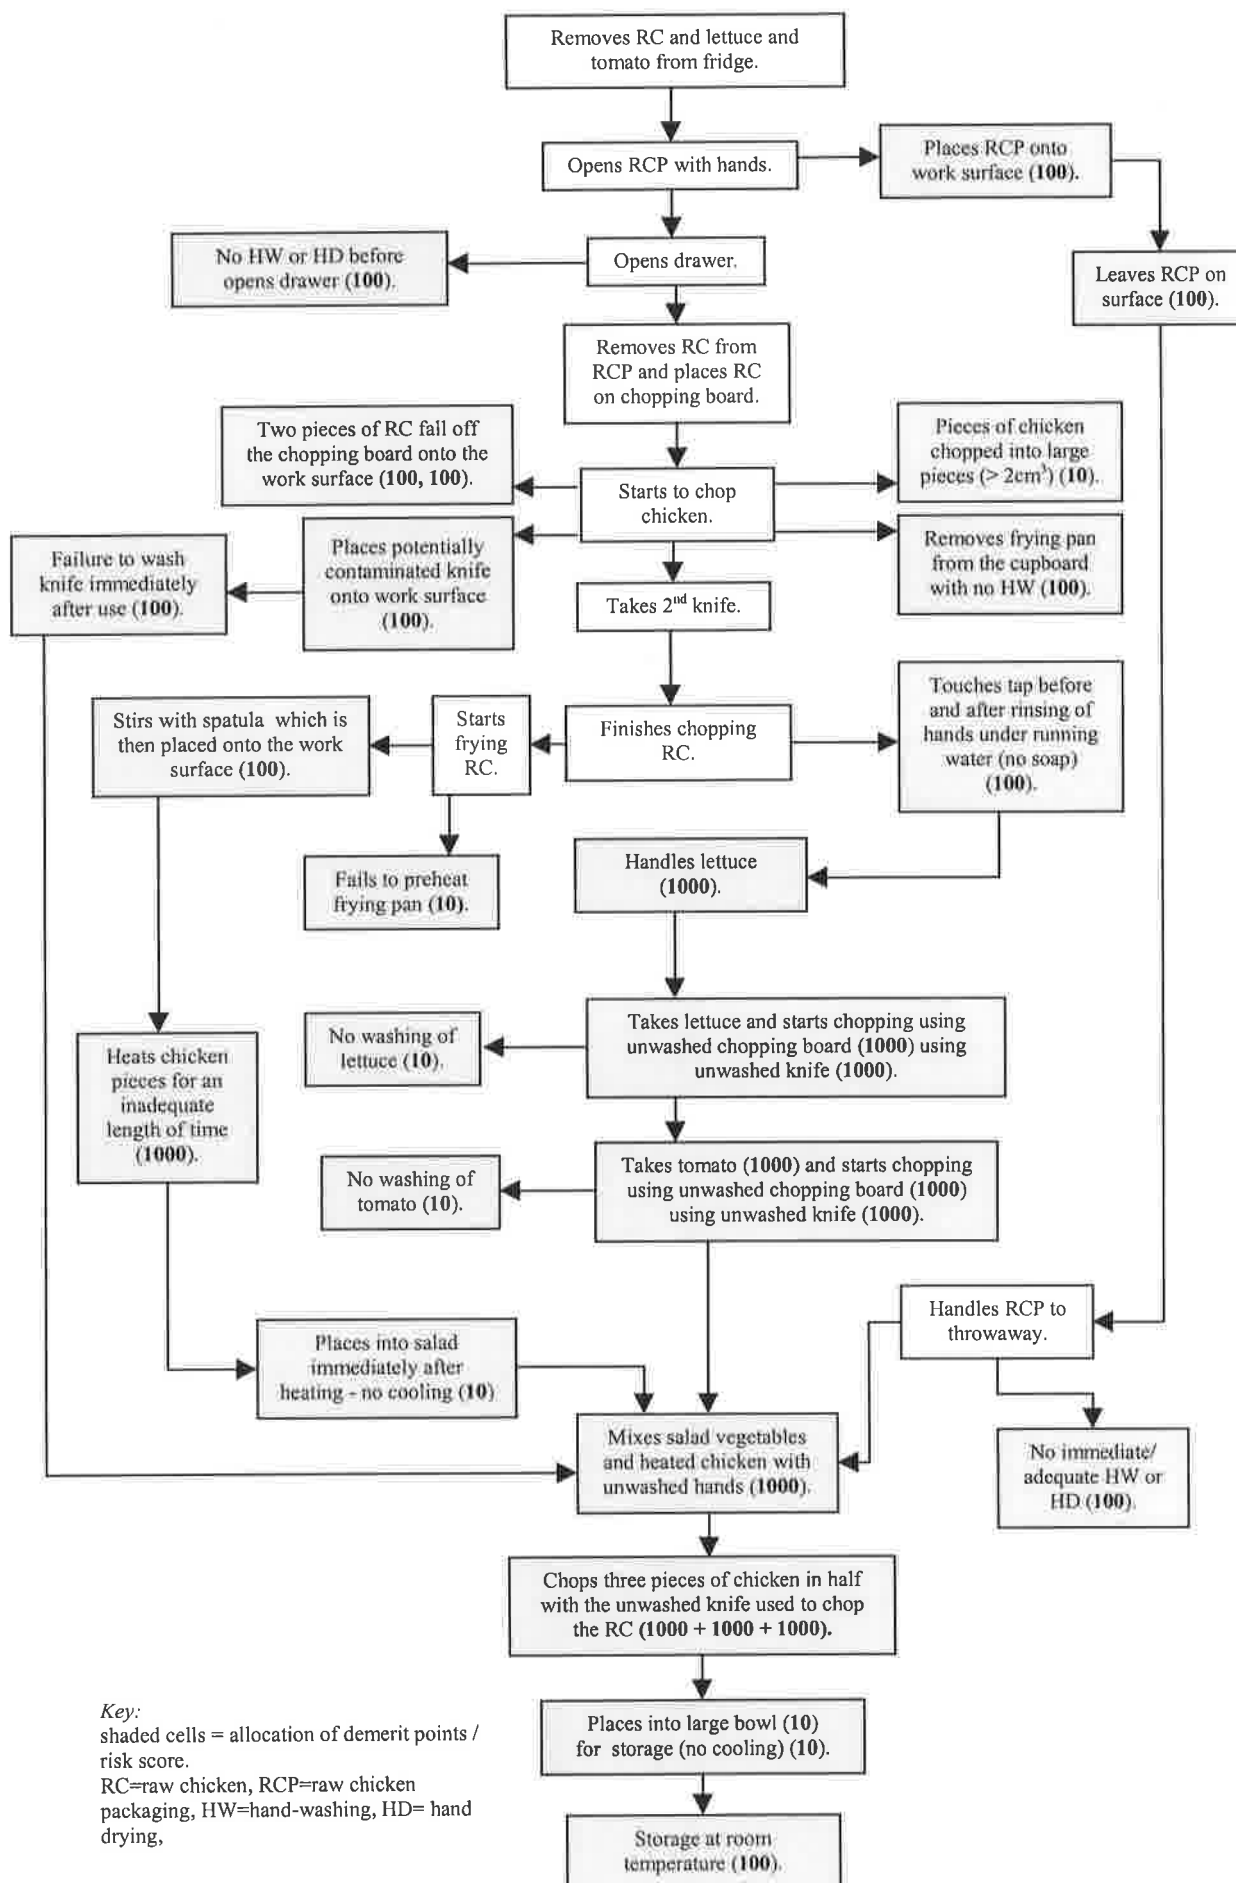 Removes RC and lettuce and
tomato from fridge.
Opens RCP with hands.
Places RCP onto
work surface (100).
No HW or HD before
opens drawer (100).
Opens drawer.
Leaves RCP on
surface (100).
Removes RC from
RCP and places RC
on chopping board.
Two pieces of RC fall off
the chopping board onto the
work surface (100, 100).
Pieces of chicken
chopped into large
pieces (> 2cm³) (10).
Starts to chop
chicken.
Failure to wash
knife immediately
after use (100).
Places potentially
contaminated knife
onto work surface
(100).
Removes frying pan
from the cupboard
with no HW (100).
Takes 2nd knife.
Stirs with spatula which is
then placed onto the work
surface (100).
Starts
frying
RC.
Finishes chopping
RC.
Touches tap before
and after rinsing of
hands under running
water (no soap)
(100).
Fails to preheat
frying pan (10).
Handles lettuce
(1000).
Heats chicken
pieces for an
inadequate
length of time
(1000).
No washing of
lettuce (10).
Takes lettuce and starts chopping using
unwashed chopping board (1000) using
unwashed knife (1000).
No washing of
tomato (10).
Takes tomato (1000) and starts chopping
using unwashed chopping board (1000)
using unwashed knife (1000).
Places into salad
immediately after
heating - no cooling (10)
Handles RCP to
throwaway.
Mixes salad vegetables
and heated chicken with
unwashed hands (1000).
No immediate/
adequate HW or
HD (100).
Chops three pieces of chicken in half
with the unwashed knife used to chop
the RC (1000 + 1000 + 1000).
Places into large bowl (10)
for storage (no cooling) (10).
Storage at room
temperature (100).
Key:
shaded cells = allocation of demerit points /
risk score.
RC=raw chicken, RCP=raw chicken
packaging, HW=hand-washing, HD= hand
drying,